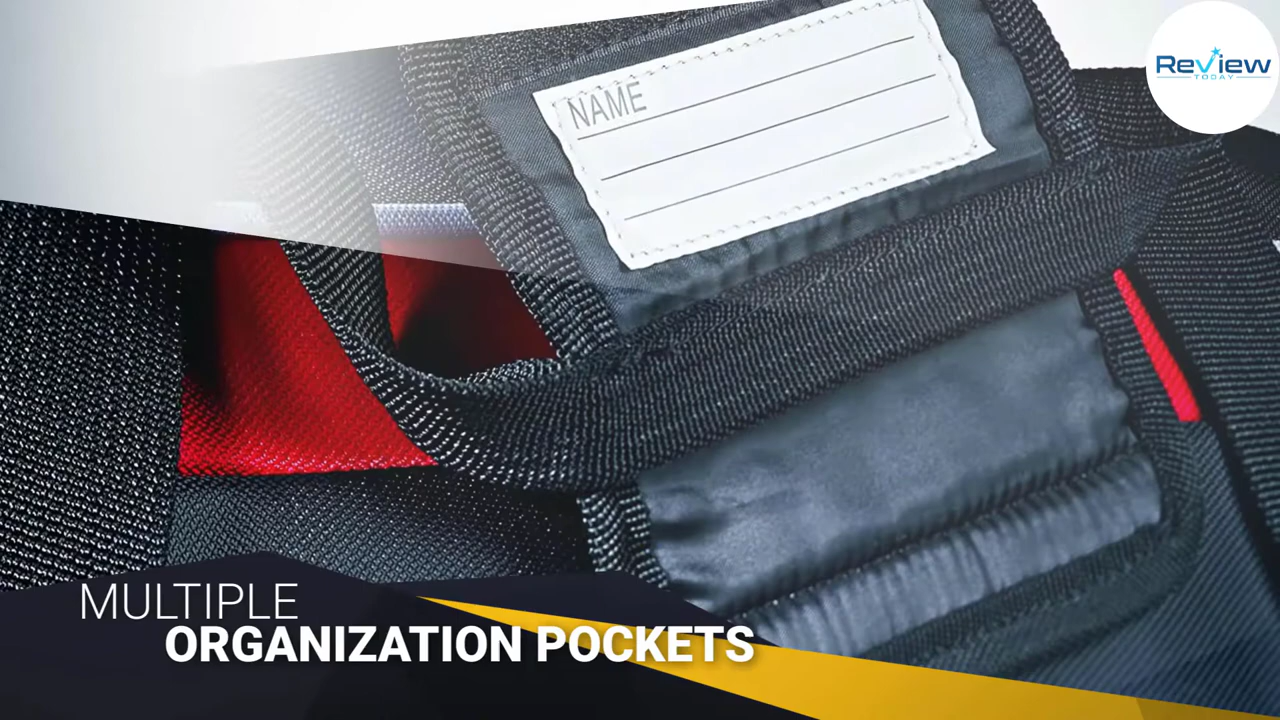 NAME
Review
TODAY
MULTIPLE
ORGANIZATION POCKETS